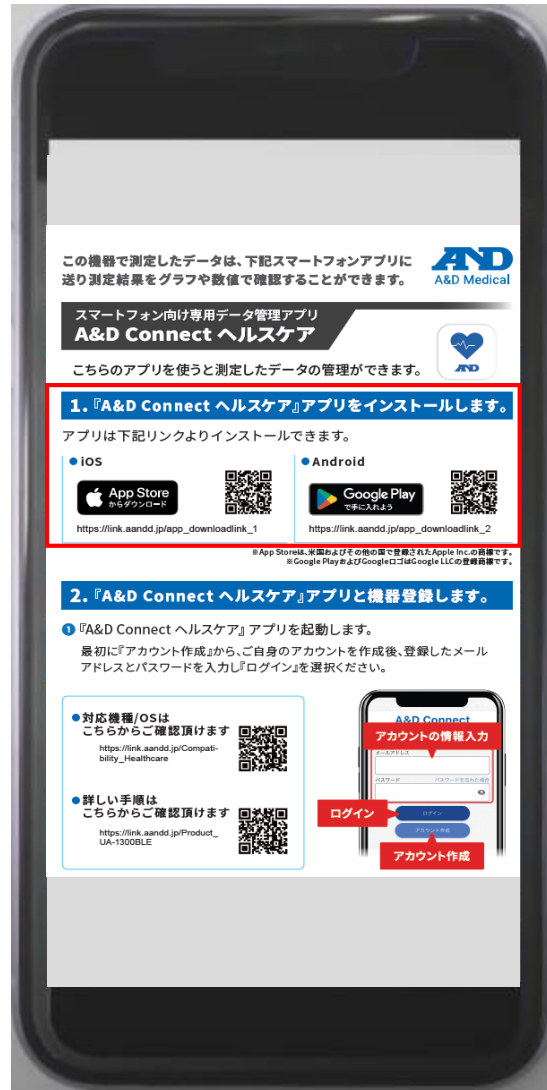 この機器で測定したデータは、下記スマートフォンアプリに
送り測定結果をグラフや数値で確認することができます。
AND
A&D Medical
スマートフォン向け専用データ管理アプリ
A&D Connect ヘルスケア
こちらのアプリを使うと測定したデータの管理ができます。
AND
1.『A&D Connect ヘルスケア』アプリをインストールします。
アプリは下記リンクよりインストールできます。
●iOS
App Store
からダウンロード
https://link.aandd.jp/app_downloadlink_1
●Android
Google Play
で手に入れよう
https://link.aandd.jp/app_downloadlink_2
※App Storeは、米国およびその他の国で登録されたApple Inc.の商標です。
※Google PlayおよびGoogleロゴはGoogle LLCの登録商標です。
2.『A&D Connect ヘルスケア』アプリと機器登録します。
❶『A&D Connect ヘルスケア』アプリを起動します。
最初に『アカウント作成』から、ご自身のアカウントを作成後、登録したメール
アドレスとパスワードを入力し『ログイン』を選択ください。
●対応機種/OSは
こちらからご確認頂けます
https://link.aandd.jp/Compati-
bility_Healthcare
●詳しい手順は
こちらからご確認頂けます
https://link.aandd.jp/Product_
UA-1300BLE
A&D Connect
アカウントの情報入力
メールアドレス
パスワード
パスワードを忘れた場合
ログイン
ログイン
アカウント作成
アカウント作成